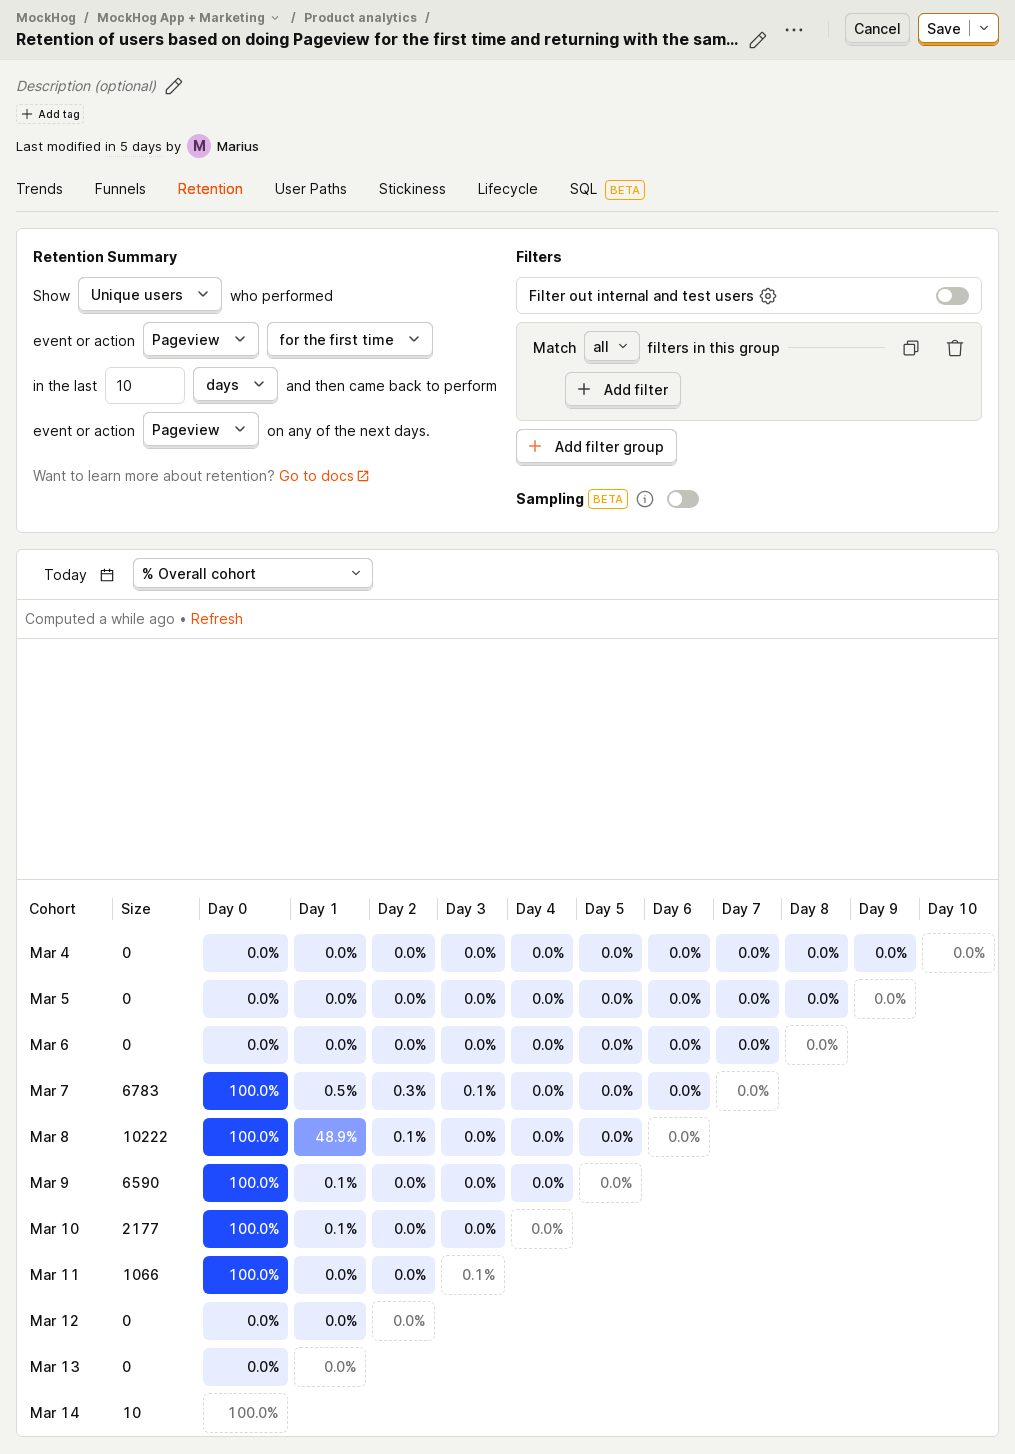 MockHog / MockHog App + Marketing / Product analytics /
Retention of users based on doing Pageview for the first time and returning with the sam...
Cancel
Save
Description (optional)
Add tag
Last modified in 5 days by M Marius
Trends Funnels Retention User Paths Stickiness Lifecycle SQL BETA
Retention Summary
Show Unique users who performed
event or action Pageview for the first time
in the last 10 days and then came back to perform
event or action Pageview on any of the next days.
Want to learn more about retention? Go to docs
Filters
Filter out internal and test users
Match all filters in this group
Add filter
Add filter group
Sampling BETA
Today % Overall cohort
Computed a while ago • Refresh
Cohort Size Day 0 Day 1 Day 2 Day 3 Day 4 Day 5 Day 6 Day 7 Day 8 Day 9 Day 10
Mar 4 0 0.0% 0.0% 0.0% 0.0% 0.0% 0.0% 0.0% 0.0% 0.0% 0.0% 0.0%
Mar 5 0 0.0% 0.0% 0.0% 0.0% 0.0% 0.0% 0.0% 0.0% 0.0% 0.0%
Mar 6 0 0.0% 0.0% 0.0% 0.0% 0.0% 0.0% 0.0% 0.0% 0.0%
Mar 7 6783 100.0% 0.5% 0.3% 0.1% 0.0% 0.0% 0.0% 0.0%
Mar 8 10222 100.0% 48.9% 0.1% 0.0% 0.0% 0.0% 0.0%
Mar 9 6590 100.0% 0.1% 0.0% 0.0% 0.0% 0.0%
Mar 10 2177 100.0% 0.1% 0.0% 0.0% 0.0%
Mar 11 1066 100.0% 0.0% 0.0% 0.1%
Mar 12 0 0.0% 0.0% 0.0%
Mar 13 0 0.0% 0.0%
Mar 14 10 100.0%